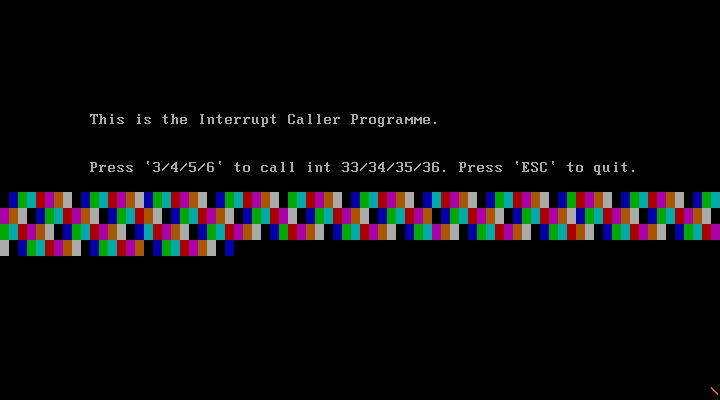 This is the Interrupt Caller Programme.
Press '3/4/5/6' to call int 33/34/35/36. Press 'ESC' to quit.